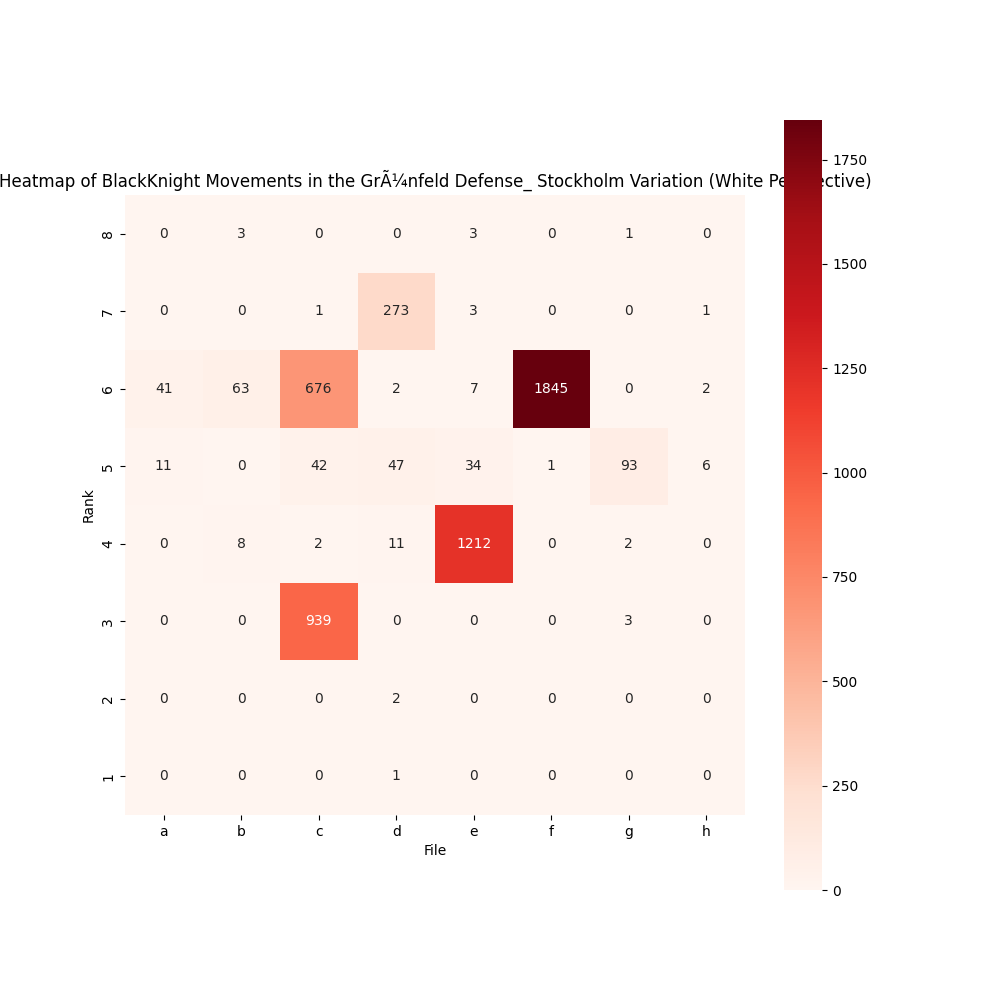 Heatmap of BlackKnight Movements in the GrÃ¼nfeld Defense_ Stockholm Variation (White Perspective)
8 0 3 0 0 3 0 1 0
7 0 0 1 273 3 0 0 1
6 41 63 676 2 7 1845 0 2
5 11 0 42 47 34 1 93 6
4 0 8 2 11 1212 0 2 0
3 0 0 939 0 0 0 3 0
2 0 0 0 2 0 0 0 0
1 0 0 0 1 0 0 0 0
a b c d e f g h
File
Rank
1750
1500
1250
1000
750
500
250
0